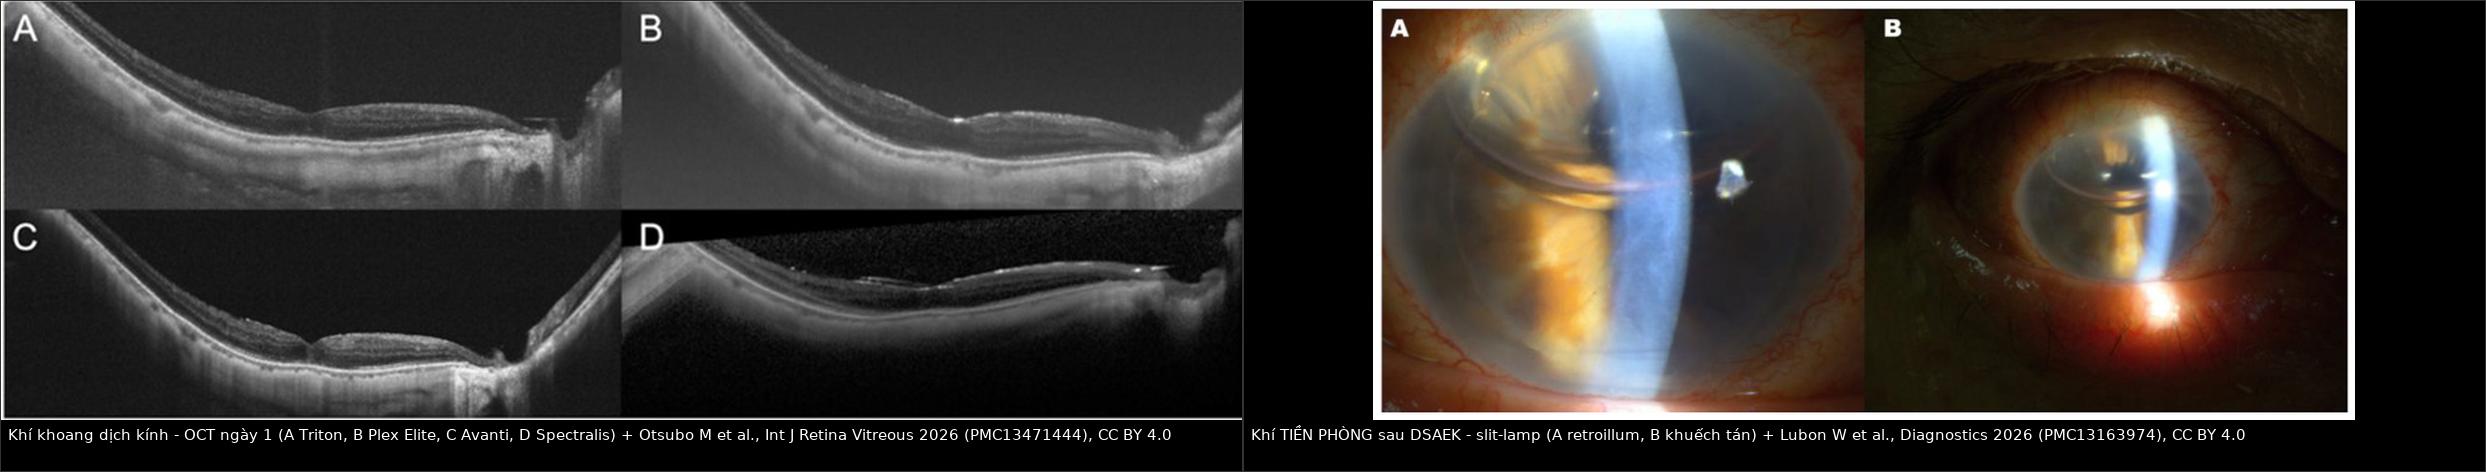 A
B
C
D
Khí khoang dịch kính - OCT ngày 1 (A Triton, B Plex Elite, C Avanti, D Spectralis) + Otsubo M et al., Int J Retina Vitreous 2026 (PMC13471444), CC BY 4.0
A
B
Khí TIỀN PHÒNG sau DSAEK - slit-lamp (A retroillum, B khuếch tán) + Lubon W et al., Diagnostics 2026 (PMC13163974), CC BY 4.0